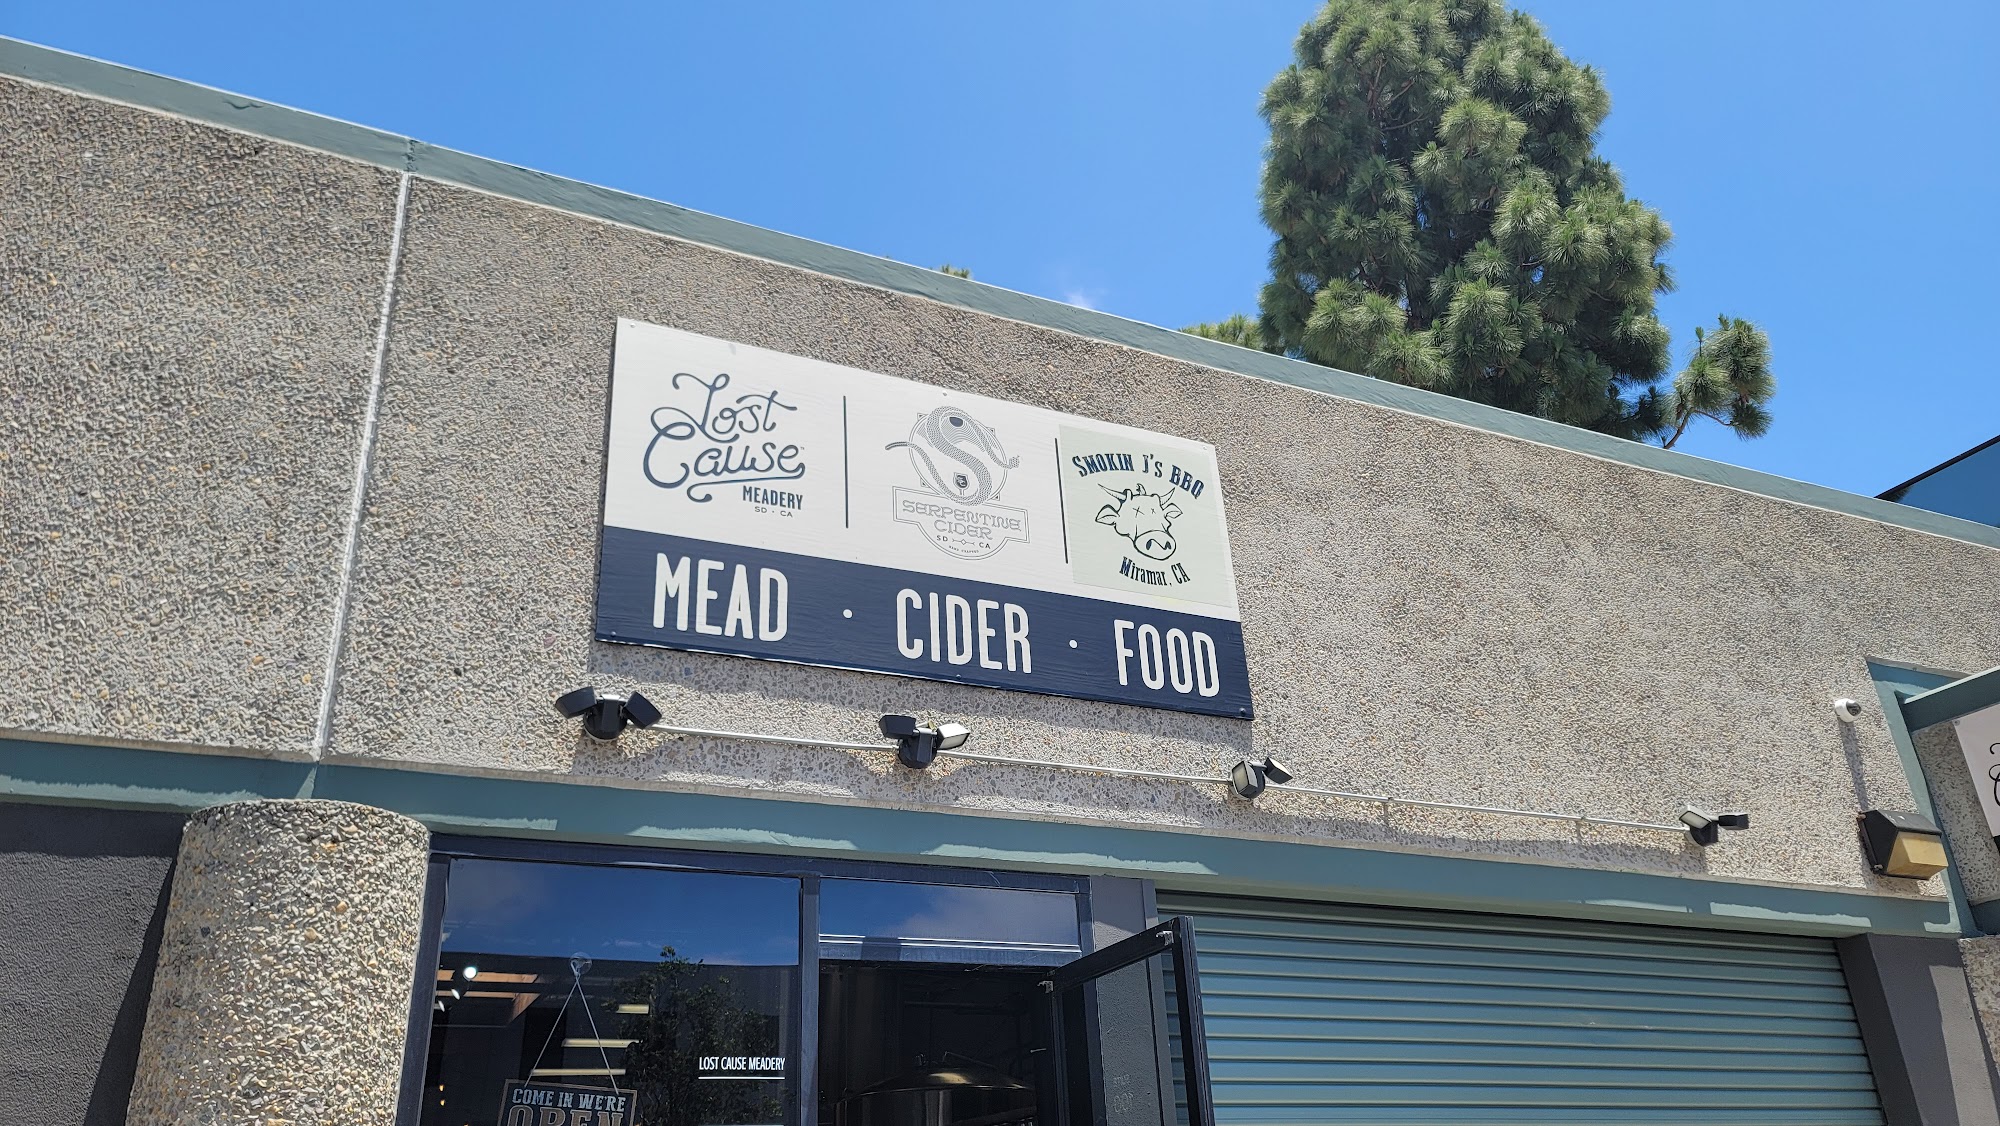 Lost
Cause
MEADERY
SD · CA
SERPENTINE
CIDER
SD CA
SMOKIN J'S BBQ
Miramar, CA
MEAD · CIDER · FOOD
LOST CAUSE MEADERY
COME IN WE'RE
OPEN